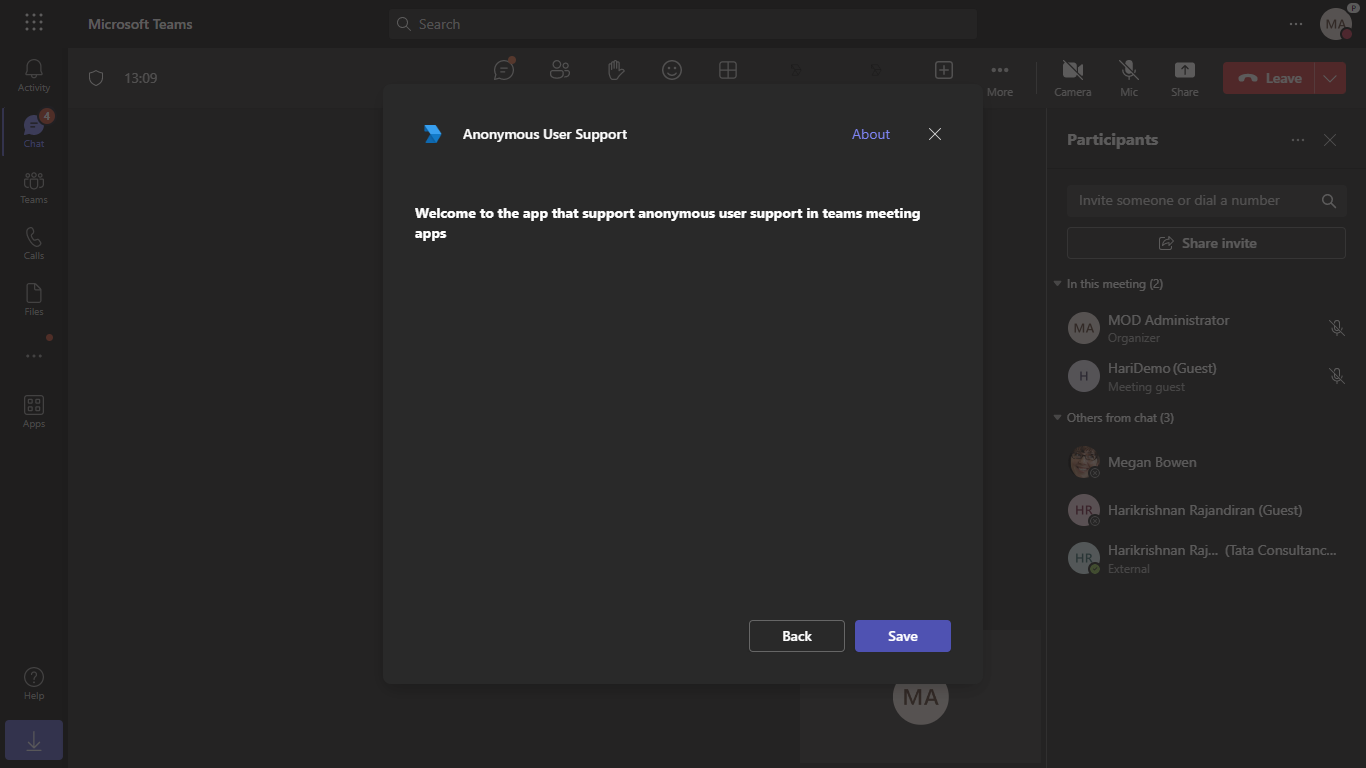 Microsoft Teams
Search
MA
P
Activity
4
Chat
Teams
Calls
Files
Apps
Help
13:09
More
Camera
Mic
Share
Leave
Anonymous User Support
About
Welcome to the app that support anonymous user support in teams meeting
apps
Back
Save
MA
Participants
Invite someone or dial a number
Share invite
In this meeting (2)
MA
MOD Administrator
Organizer
H
HariDemo (Guest)
Meeting guest
Others from chat (3)
Megan Bowen
HR
Harikrishnan Rajandiran (Guest)
HR
Harikrishnan Raj... (Tata Consultanc...
External